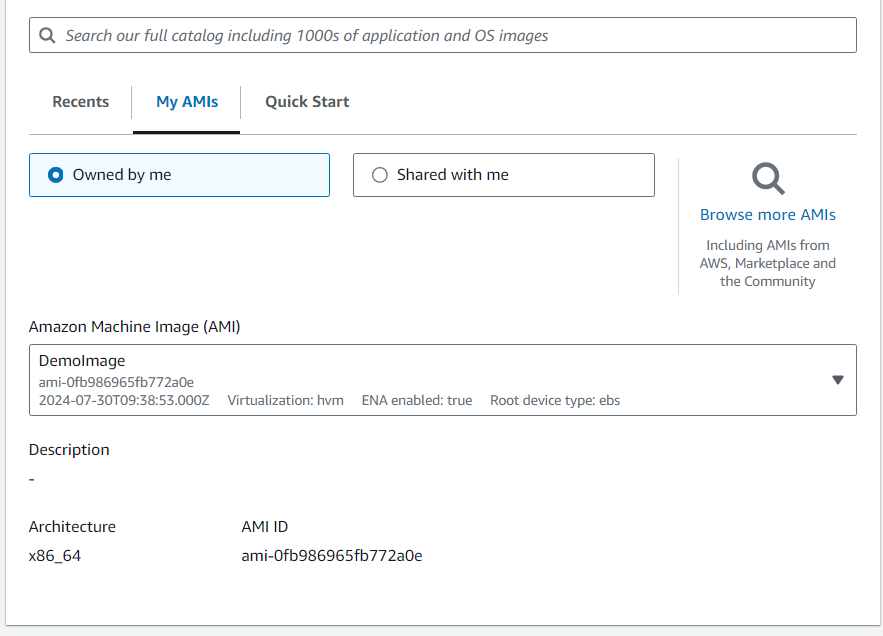 Search our full catalog including 1000s of application and OS images
Recents
My AMIs
Quick Start
Owned by me
Shared with me
Browse more AMIs
Including AMIs from
AWS, Marketplace and
the Community
Amazon Machine Image (AMI)
DemoImage
ami-0fb986965fb772a0e
2024-07-30T09:38:53.000Z Virtualization: hvm ENA enabled: true Root device type: ebs
Description
-
Architecture AMI ID
x86_64 ami-0fb986965fb772a0e